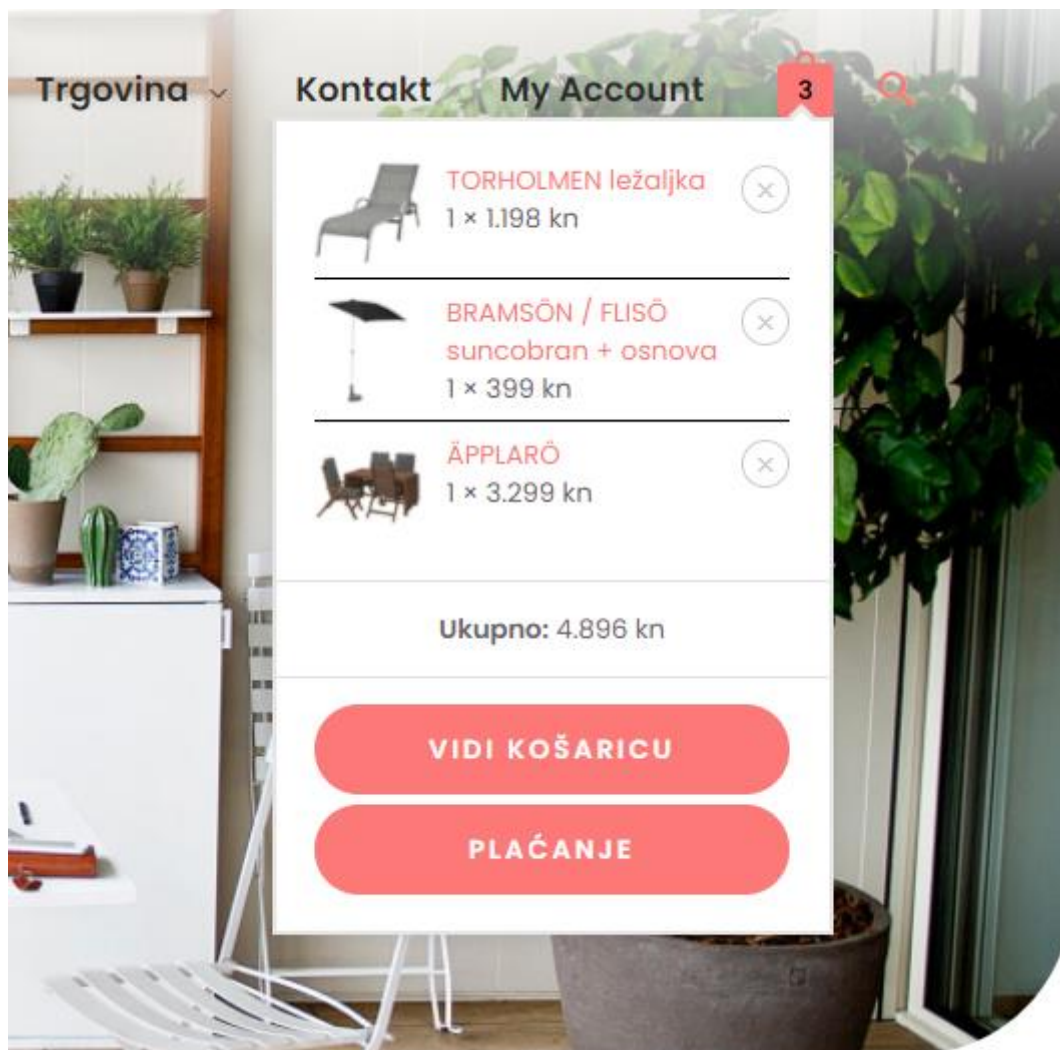 Trgovina Kontakt My Account 3
TORHOLMEN ležaljka
1 × 1.198 kn
BRAMSÖN / FLISÖ
suncobran + osnova
1 × 399 kn
ÄPPLARÖ
1 × 3.299 kn
Ukupno: 4.896 kn
VIDI KOŠARICU
PLAĆANJE